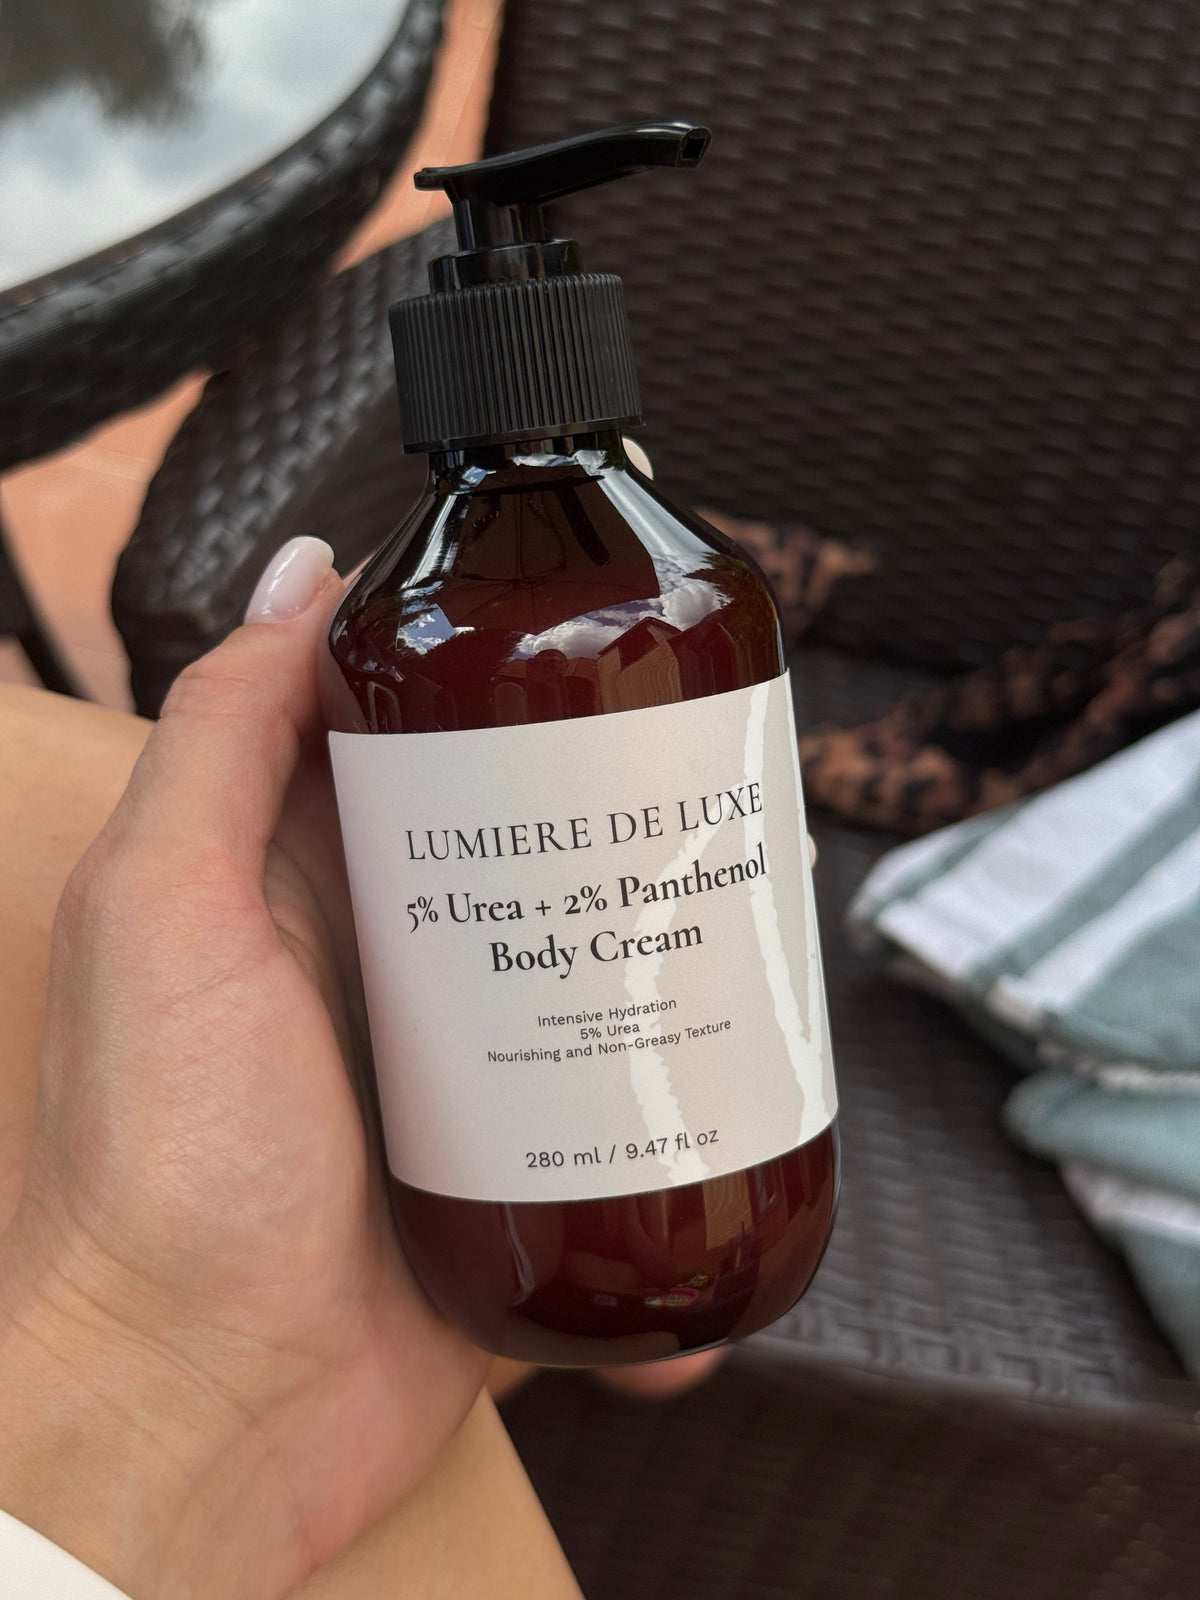 LUMIERE DE LUXE
5% Urea + 2% Panthenol
Body Cream
Intensive Hydration
5% Urea
Nourishing and Non-Greasy Texture
280 ml / 9.47 fl oz